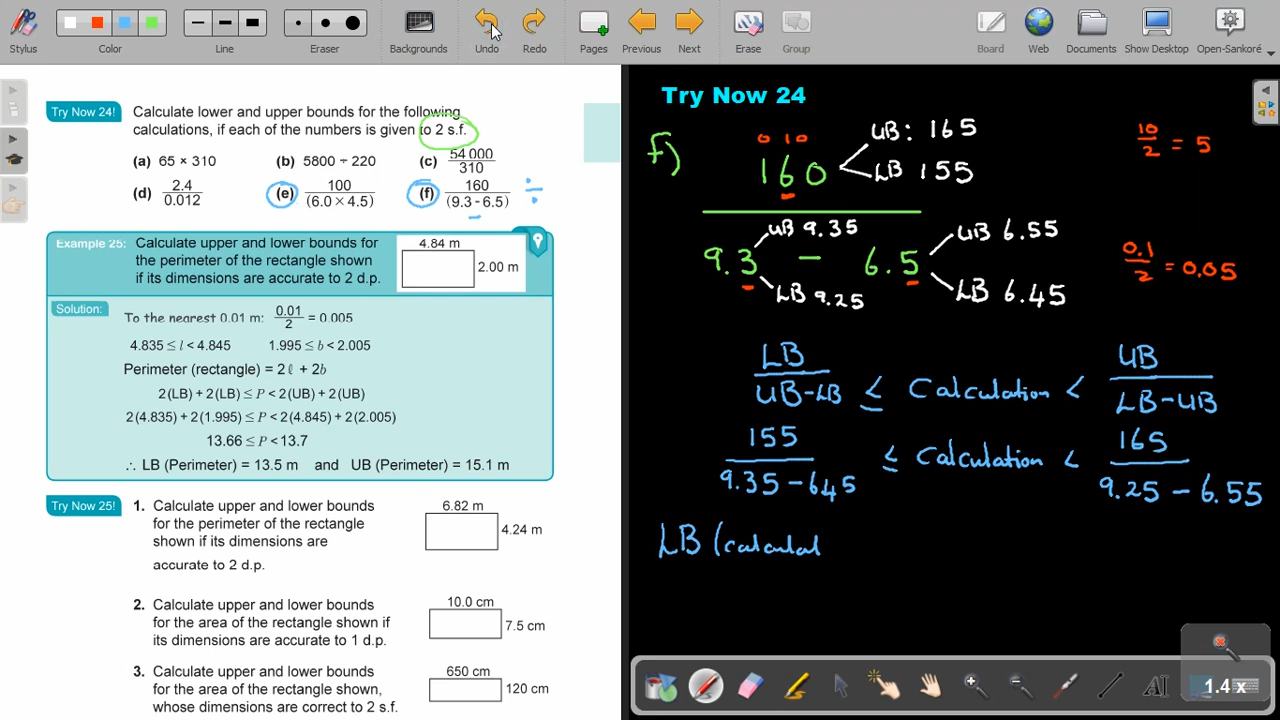 Stylus Color Line Eraser Backgrounds Undo Redo Pages Previous Next Erase Group Board Web Documents Show Desktop Open-Sankoré
Try Now 24!
Calculate lower and upper bounds for the following
calculations, if each of the numbers is given to 2 s.f.
(a) 65 × 310 (b) 5800 ÷ 220 (c) 54 000 / 310
(d) 2.4 / 0.012 (e) 100 / (6.0 × 4.5) (f) 160 / (9.3 - 6.5) ÷
Example 25: Calculate upper and lower bounds for
the perimeter of the rectangle shown
if its dimensions are accurate to 2 d.p.
4.84 m
2.00 m
Solution:
To the nearest 0.01 m: 0.01 / 2 = 0.005
4.835 ≤ l < 4.845 1.995 ≤ b < 2.005
Perimeter (rectangle) = 2ℓ + 2b
2(LB) + 2(LB) ≤ P < 2(UB) + 2(UB)
2(4.835) + 2(1.995) ≤ P < 2(4.845) + 2(2.005)
13.66 ≤ P < 13.7
∴ LB (Perimeter) = 13.5 m and UB (Perimeter) = 15.1 m
Try Now 25!
1. Calculate upper and lower bounds
for the perimeter of the rectangle
shown if its dimensions are
accurate to 2 d.p.
6.82 m
4.24 m
2. Calculate upper and lower bounds
for the area of the rectangle shown if
its dimensions are accurate to 1 d.p.
10.0 cm
7.5 cm
3. Calculate upper and lower bounds
for the area of the rectangle shown,
whose dimensions are correct to 2 s.f.
650 cm
120 cm
Try Now 24
f)
0 10
160
UB: 165
LB 155
10 / 2 = 5
9.3 - 6.5
UB 9.35
LB 9.25
UB 6.55
LB 6.45
0.1 / 2 = 0.05
LB / UB-LB ≤ Calculation < UB / LB-UB
155 / 9.35-645 ≤ Calculation < 165 / 9.25-6.55
LB (calculat
1.4 x